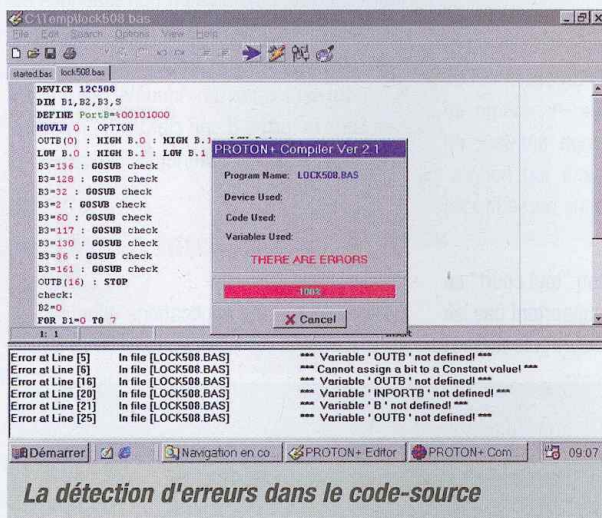 C:\Temp\lock508.bas
File Edit Search Options View Help
started.bas lock508.bas
DEVICE 12C508
DIM B1,B2,B3,S
DEFINE PortB=%00101000
MOVLW 0 : OPTION
OUTB(0) : HIGH B.0 : HIGH B.1
LOW B.0 : HIGH B.1 : LOW B.1
B3=136 : GOSUB check
B3=128 : GOSUB check
B3=32 : GOSUB check
B3=2 : GOSUB check
B3=60 : GOSUB check
B3=117 : GOSUB check
B3=130 : GOSUB check
B3=36 : GOSUB check
B3=161 : GOSUB check
OUTB(16) : STOP
check:
B2=0
FOR B1=0 TO 7
PROTON+ Compiler Ver 2.1
Program Name: LOCK508.BAS
Device Used:
Code Used:
Variables Used:
THERE ARE ERRORS
100%
Cancel
1: 1 Insert
Error at Line [5] In file [LOCK508.BAS] *** Variable ' OUTB ' not defined! ***
Error at Line [6] In file [LOCK508.BAS] *** Cannot assign a bit to a Constant value! ***
Error at Line [16] In file [LOCK508.BAS] *** Variable ' OUTB ' not defined! ***
Error at Line [20] In file [LOCK508.BAS] *** Variable ' INPORTB ' not defined! ***
Error at Line [21] In file [LOCK508.BAS] *** Variable ' B ' not defined! ***
Error at Line [25] In file [LOCK508.BAS] *** Variable ' OUTB ' not defined! ***
Démarrer Navigation en co... PROTON+ Editor PROTON+ Com... 09:07
La détection d'erreurs dans le code-source